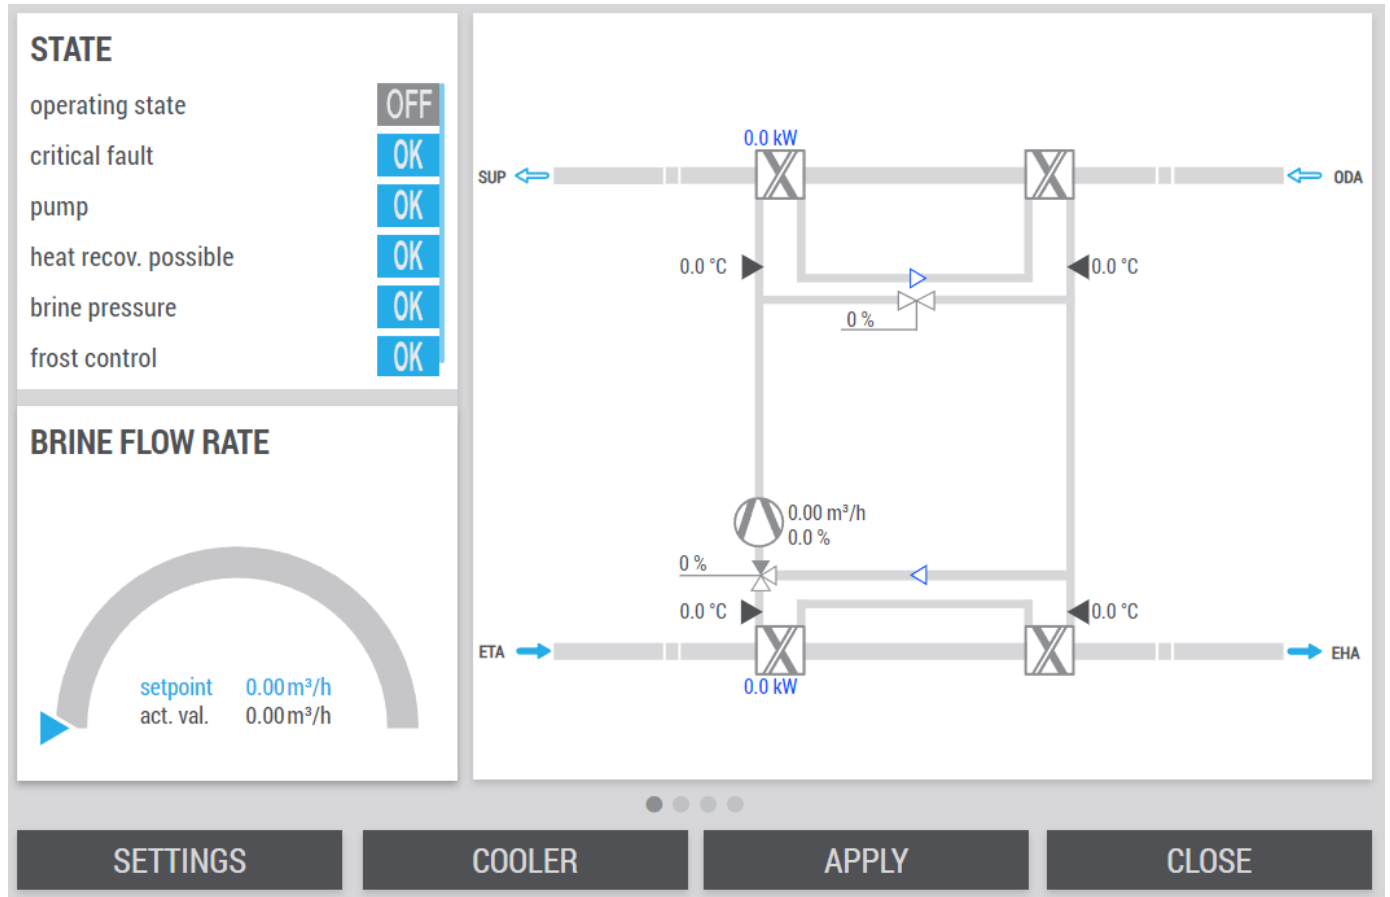 STATE
operating state OFF
critical fault OK
pump OK
heat recov. possible OK
brine pressure OK
frost control OK
BRINE FLOW RATE
setpoint 0.00 m³/h
act. val. 0.00 m³/h
0.0 kW
SUP
ODA
0.0 °C
0.0 °C
0 %
0.00 m³/h
0.0 %
0 %
0.0 °C
0.0 °C
ETA
EHA
0.0 kW
SETTINGS
COOLER
APPLY
CLOSE